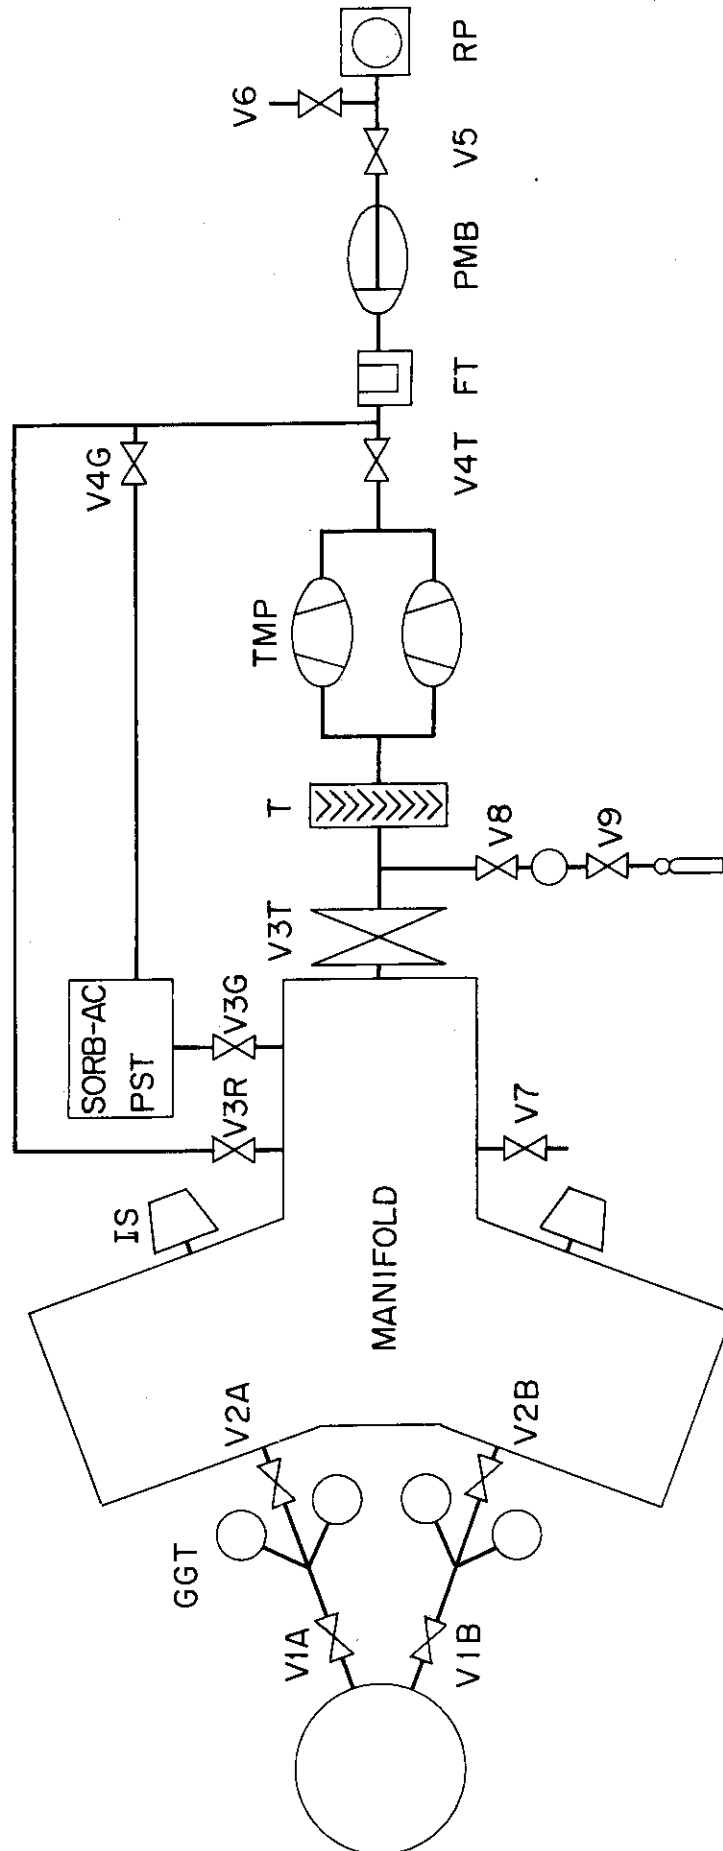 RP
V6
V5
PMB
FT
V4G
V4T
TMP
T
V8
V9
V3T
SORB-AC
PST
V3G
V3R
V7
IS
MANIFOLD
V2A
V2B
GGT
V1A
V1B